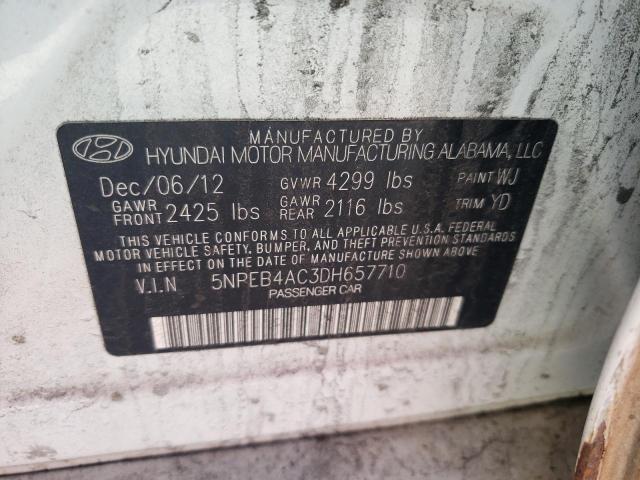 MANUFACTURED BY
HYUNDAI MOTOR MANUFACTURING ALABAMA, LLC
Dec/06/12 GVWR 4299 lbs PAINT WJ
GAWR FRONT 2425 lbs GAWR REAR 2116 lbs TRIM YD
THIS VEHICLE CONFORMS TO ALL APPLICABLE U.S.A. FEDERAL
MOTOR VEHICLE SAFETY, BUMPER, AND THEFT PREVENTION STANDARDS
IN EFFECT ON THE DATE OF MANUFACTURE SHOWN ABOVE.
V.I.N 5NPEB4AC3DH657710
PASSENGER CAR